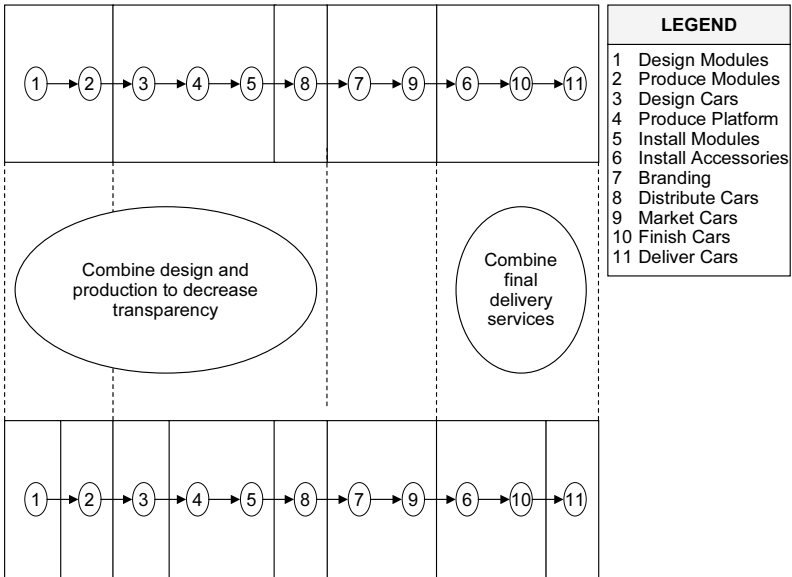 1 2 3 4 5 8 7 9 6 10 11
LEGEND
1 Design Modules
2 Produce Modules
3 Design Cars
4 Produce Platform
5 Install Modules
6 Install Accessories
7 Branding
8 Distribute Cars
9 Market Cars
10 Finish Cars
11 Deliver Cars
Combine design and
production to decrease
transparency
Combine
final
delivery
services
1 2 3 4 5 8 7 9 6 10 11